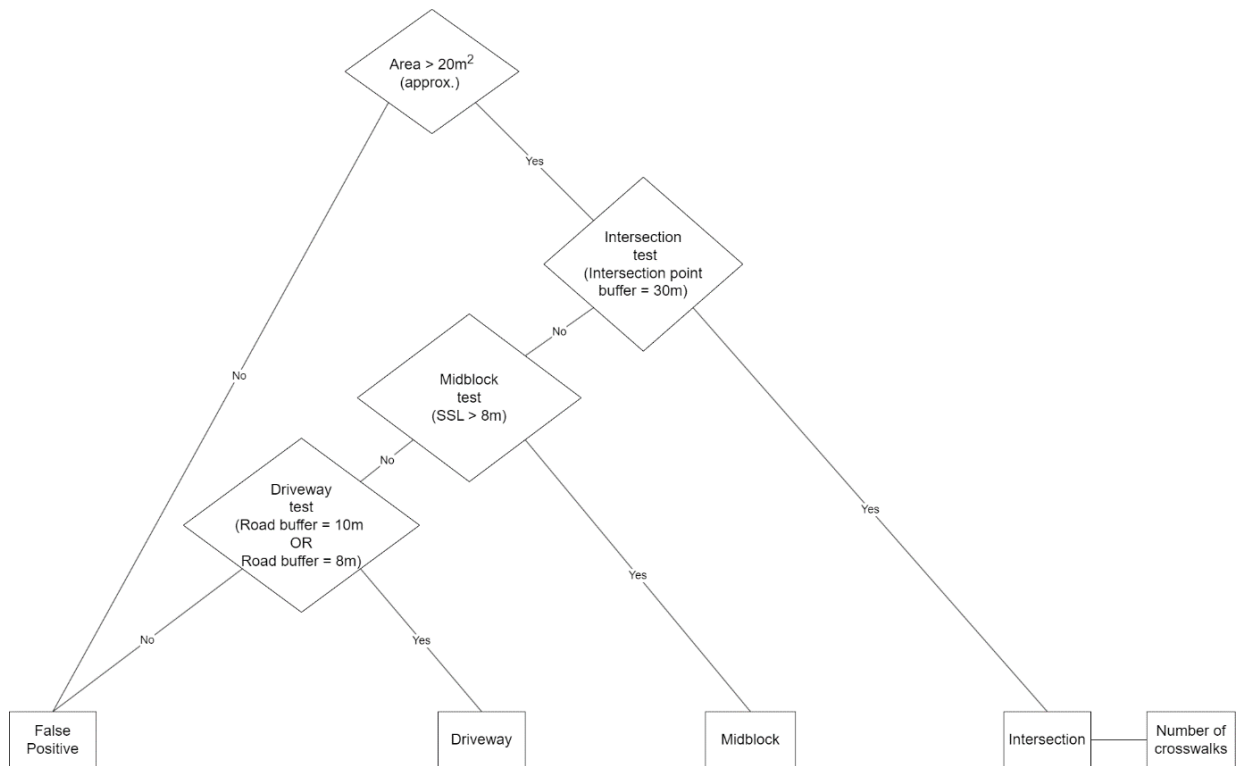 Area > 20m²
(approx.)
Yes
Intersection
test
(Intersection point
buffer = 30m)
No
No
Midblock
test
(SSL > 8m)
No
Driveway
test
(Road buffer = 10m
OR
Road buffer = 8m)
Yes
Yes
No
Yes
False
Positive
Driveway
Midblock
Intersection
Number of
crosswalks